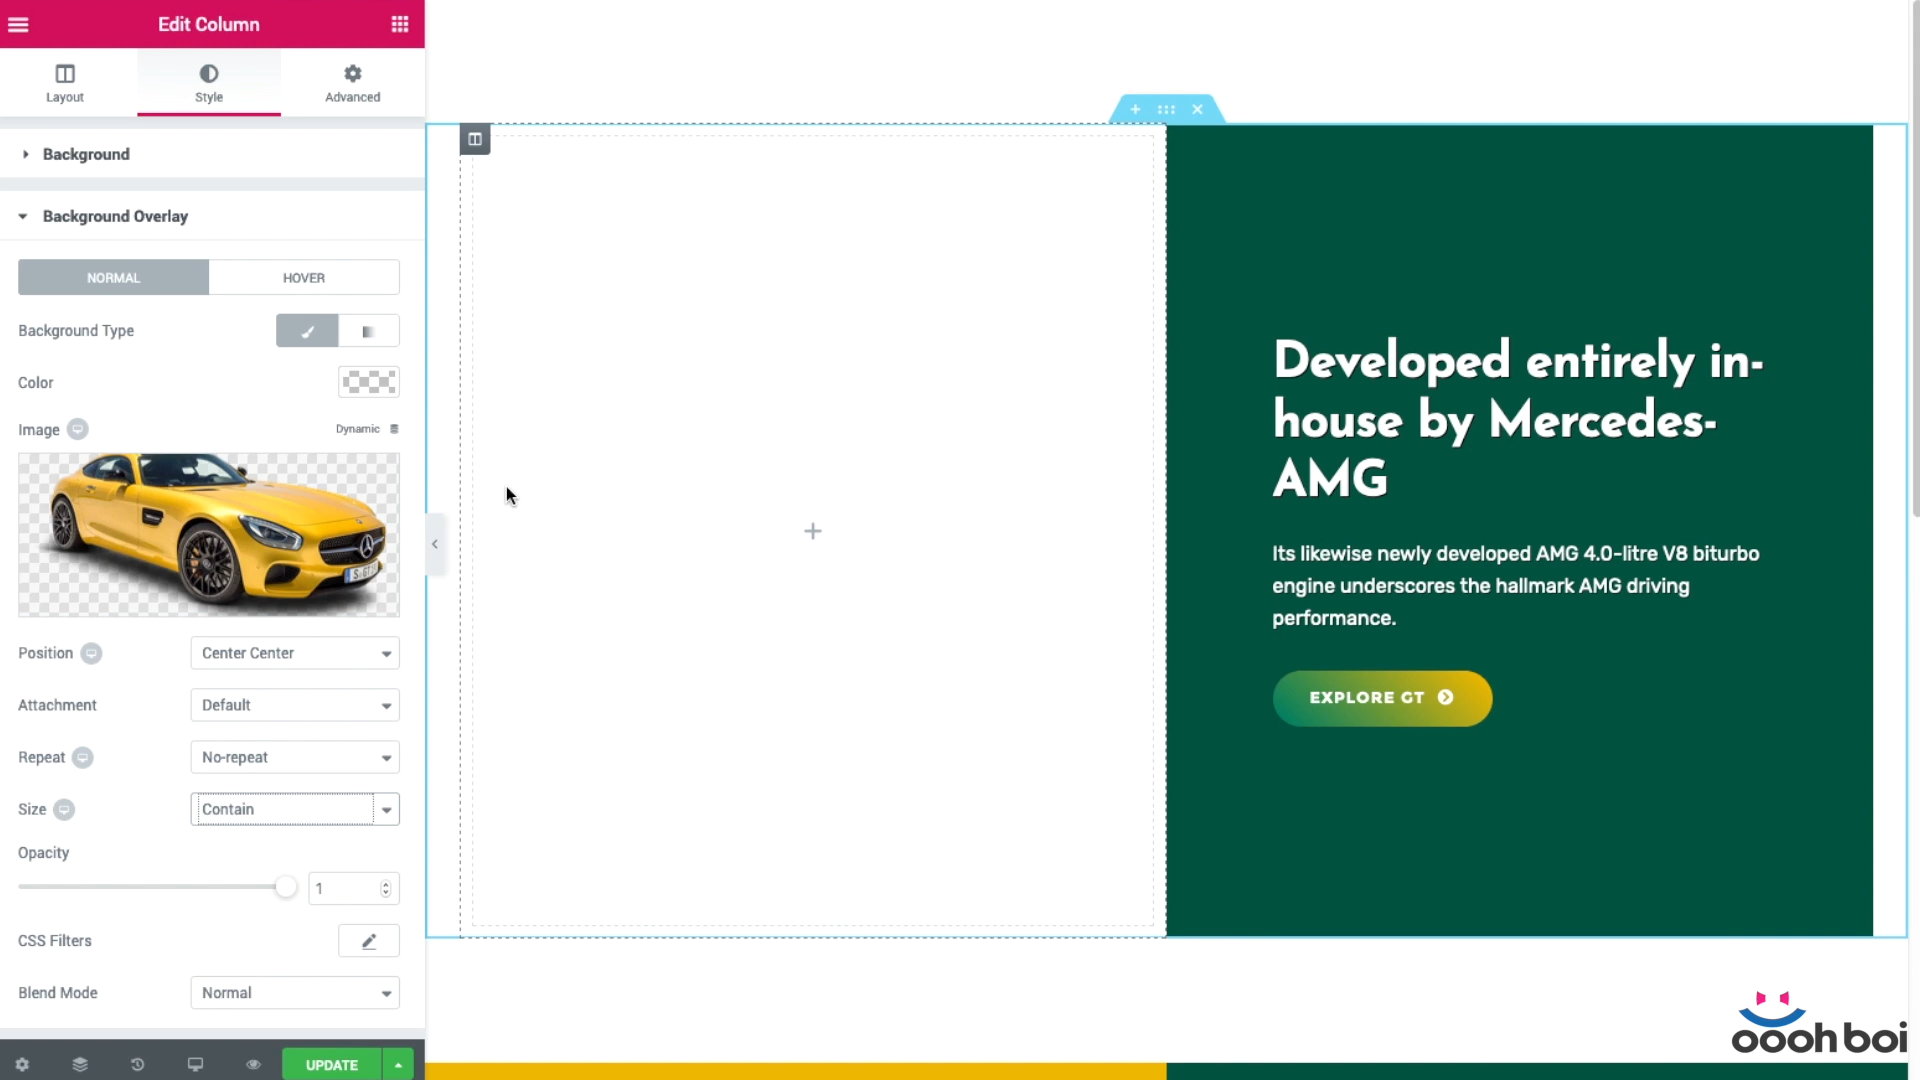 Edit Column
Layout
Style
Advanced
Background
Background Overlay
NORMAL
HOVER
Background Type
Color
Image
Dynamic
Position
Center Center
Attachment
Default
Repeat
No-repeat
Size
Contain
Opacity
1
CSS Filters
Blend Mode
Normal
UPDATE
Developed entirely in-
house by Mercedes-
AMG
Its likewise newly developed AMG 4.0-litre V8 biturbo
engine underscores the hallmark AMG driving
performance.
EXPLORE GT
ooohboi